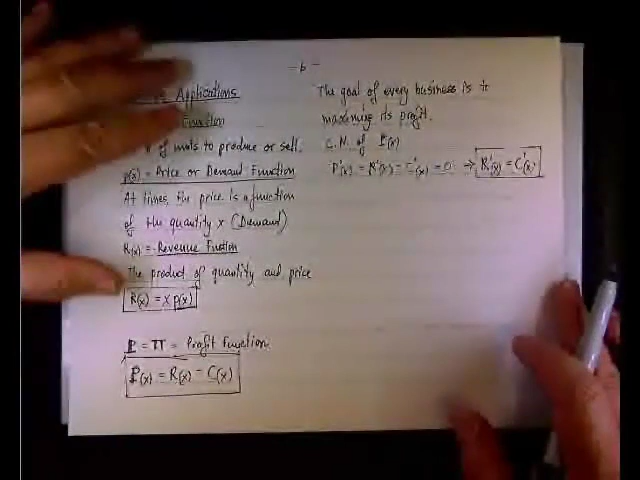 - 6 -
Applications
Function
of units to produce or sell.
p(x) = Price or Demand Function
At times, the price is a function
of the quantity x (Demand)
R(x) = Revenue Fuction
The product of quantity and price
R(x) = x p(x)
P = π = Profit Function
P(x) = R(x) - C(x)
The goal of every business is to
maximize its profit.
C.N. of P(x)
P'(x) = R'(x) - C'(x) = 0 → R'(x) = C'(x)